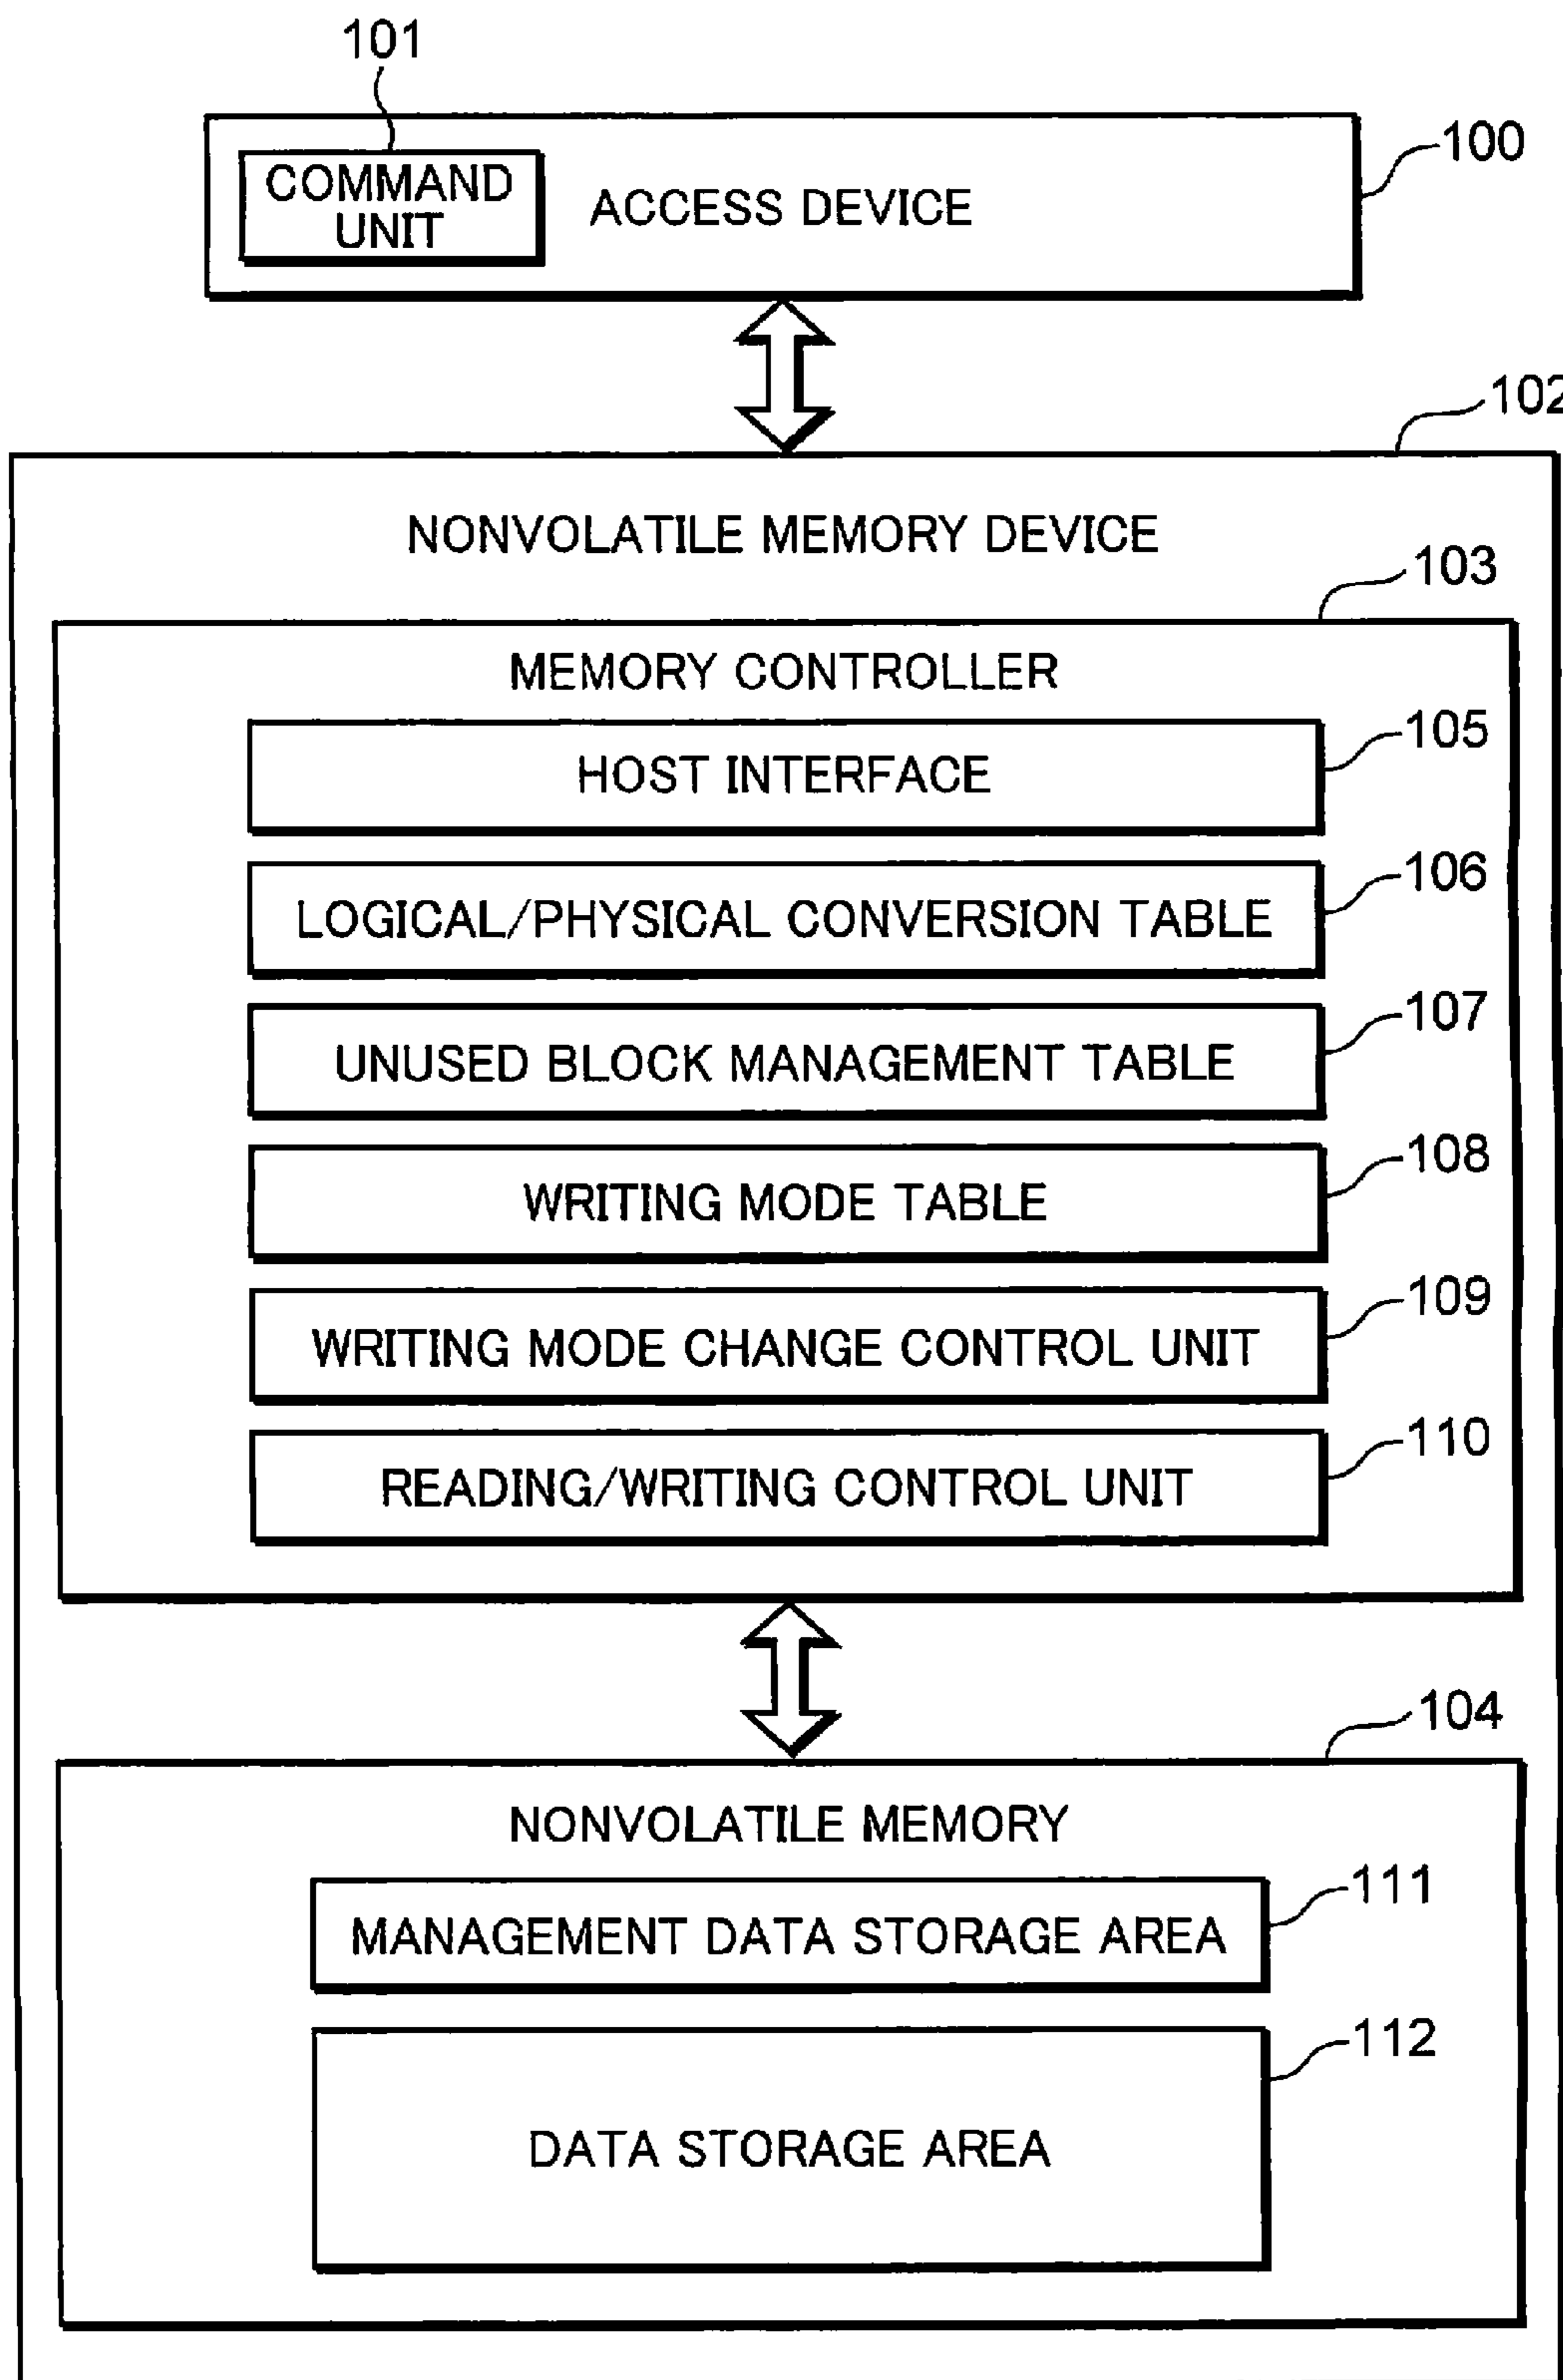 101
100
COMMAND
UNIT
ACCESS DEVICE
102
NONVOLATILE MEMORY DEVICE
103
MEMORY CONTROLLER
HOST INTERFACE
105
LOGICAL/PHYSICAL CONVERSION TABLE
106
UNUSED BLOCK MANAGEMENT TABLE
107
WRITING MODE TABLE
108
WRITING MODE CHANGE CONTROL UNIT
109
READING/WRITING CONTROL UNIT
110
104
NONVOLATILE MEMORY
MANAGEMENT DATA STORAGE AREA
111
DATA STORAGE AREA
112